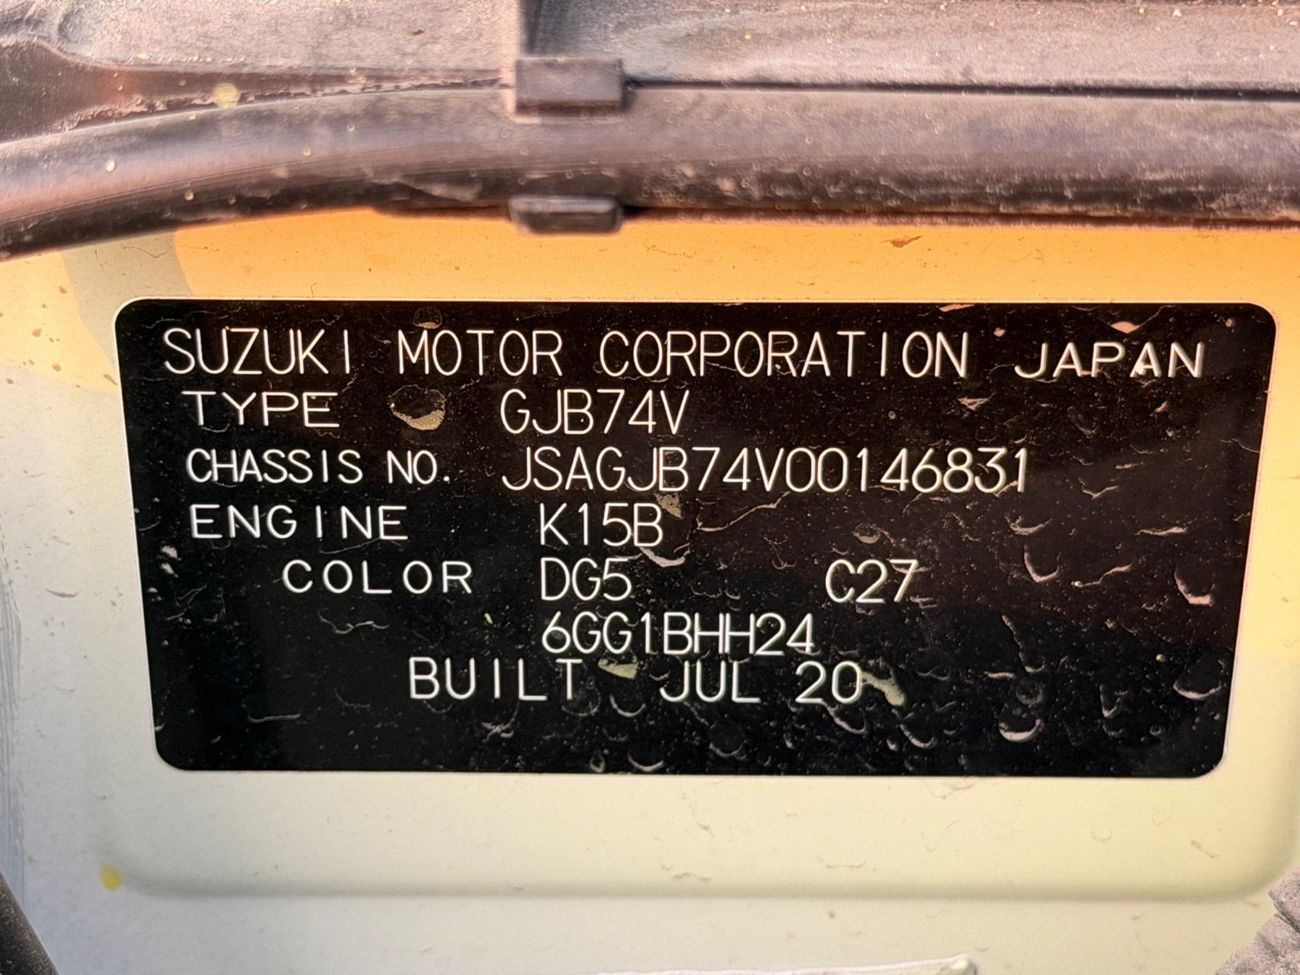 SUZUKI MOTOR CORPORATION JAPAN
TYPE GJB74V
CHASSIS NO. JSAGJB74V00146831
ENGINE K15B
COLOR DG5 C27
6GG1BHH24
BUILT JUL 20